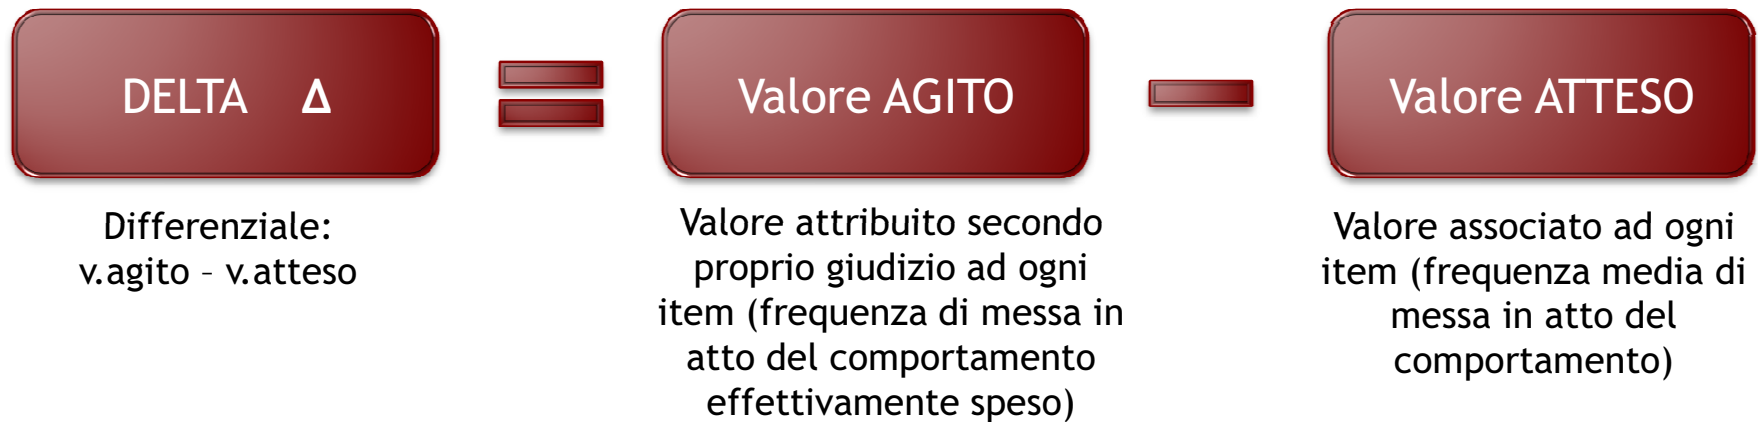 DELTA Δ
Valore AGITO
Valore ATTESO
Differenziale:
v.agito – v.atteso
Valore attribuito secondo
proprio giudizio ad ogni
item (frequenza di messa in
atto del comportamento
effettivamente speso)
Valore associato ad ogni
item (frequenza media di
messa in atto del
comportamento)